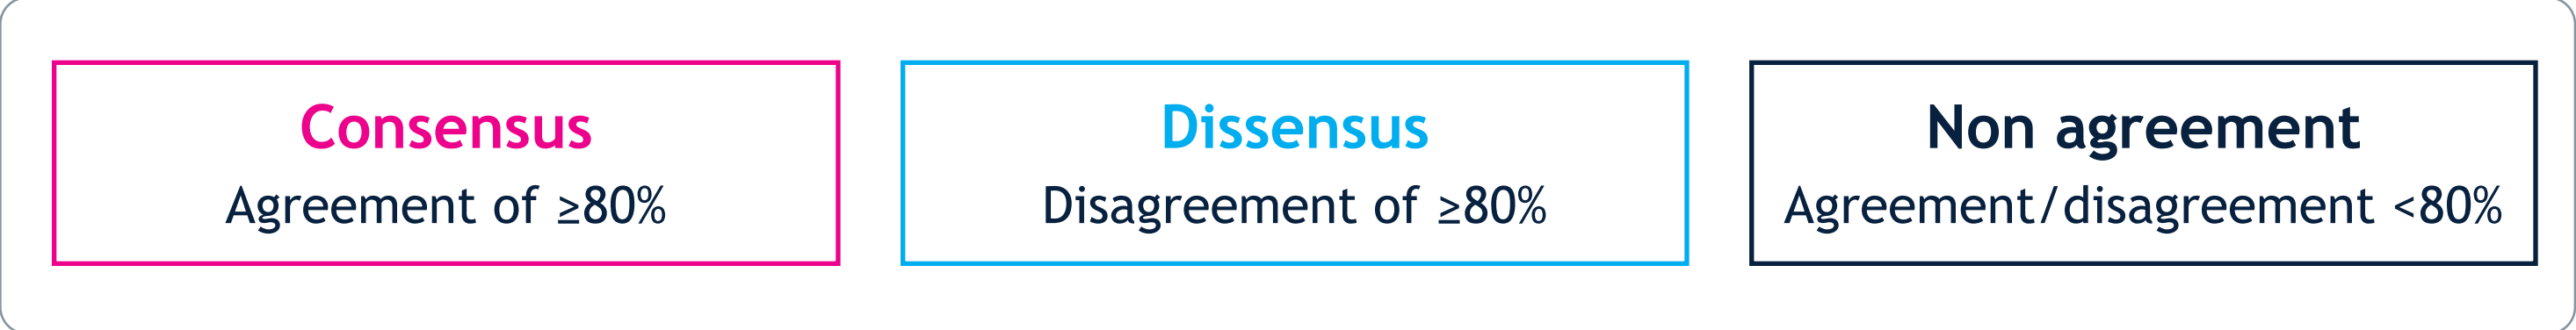 Consensus
Agreement of ≥80%
Dissensus
Disagreement of ≥80%
Non agreement
Agreement/disagreement <80%